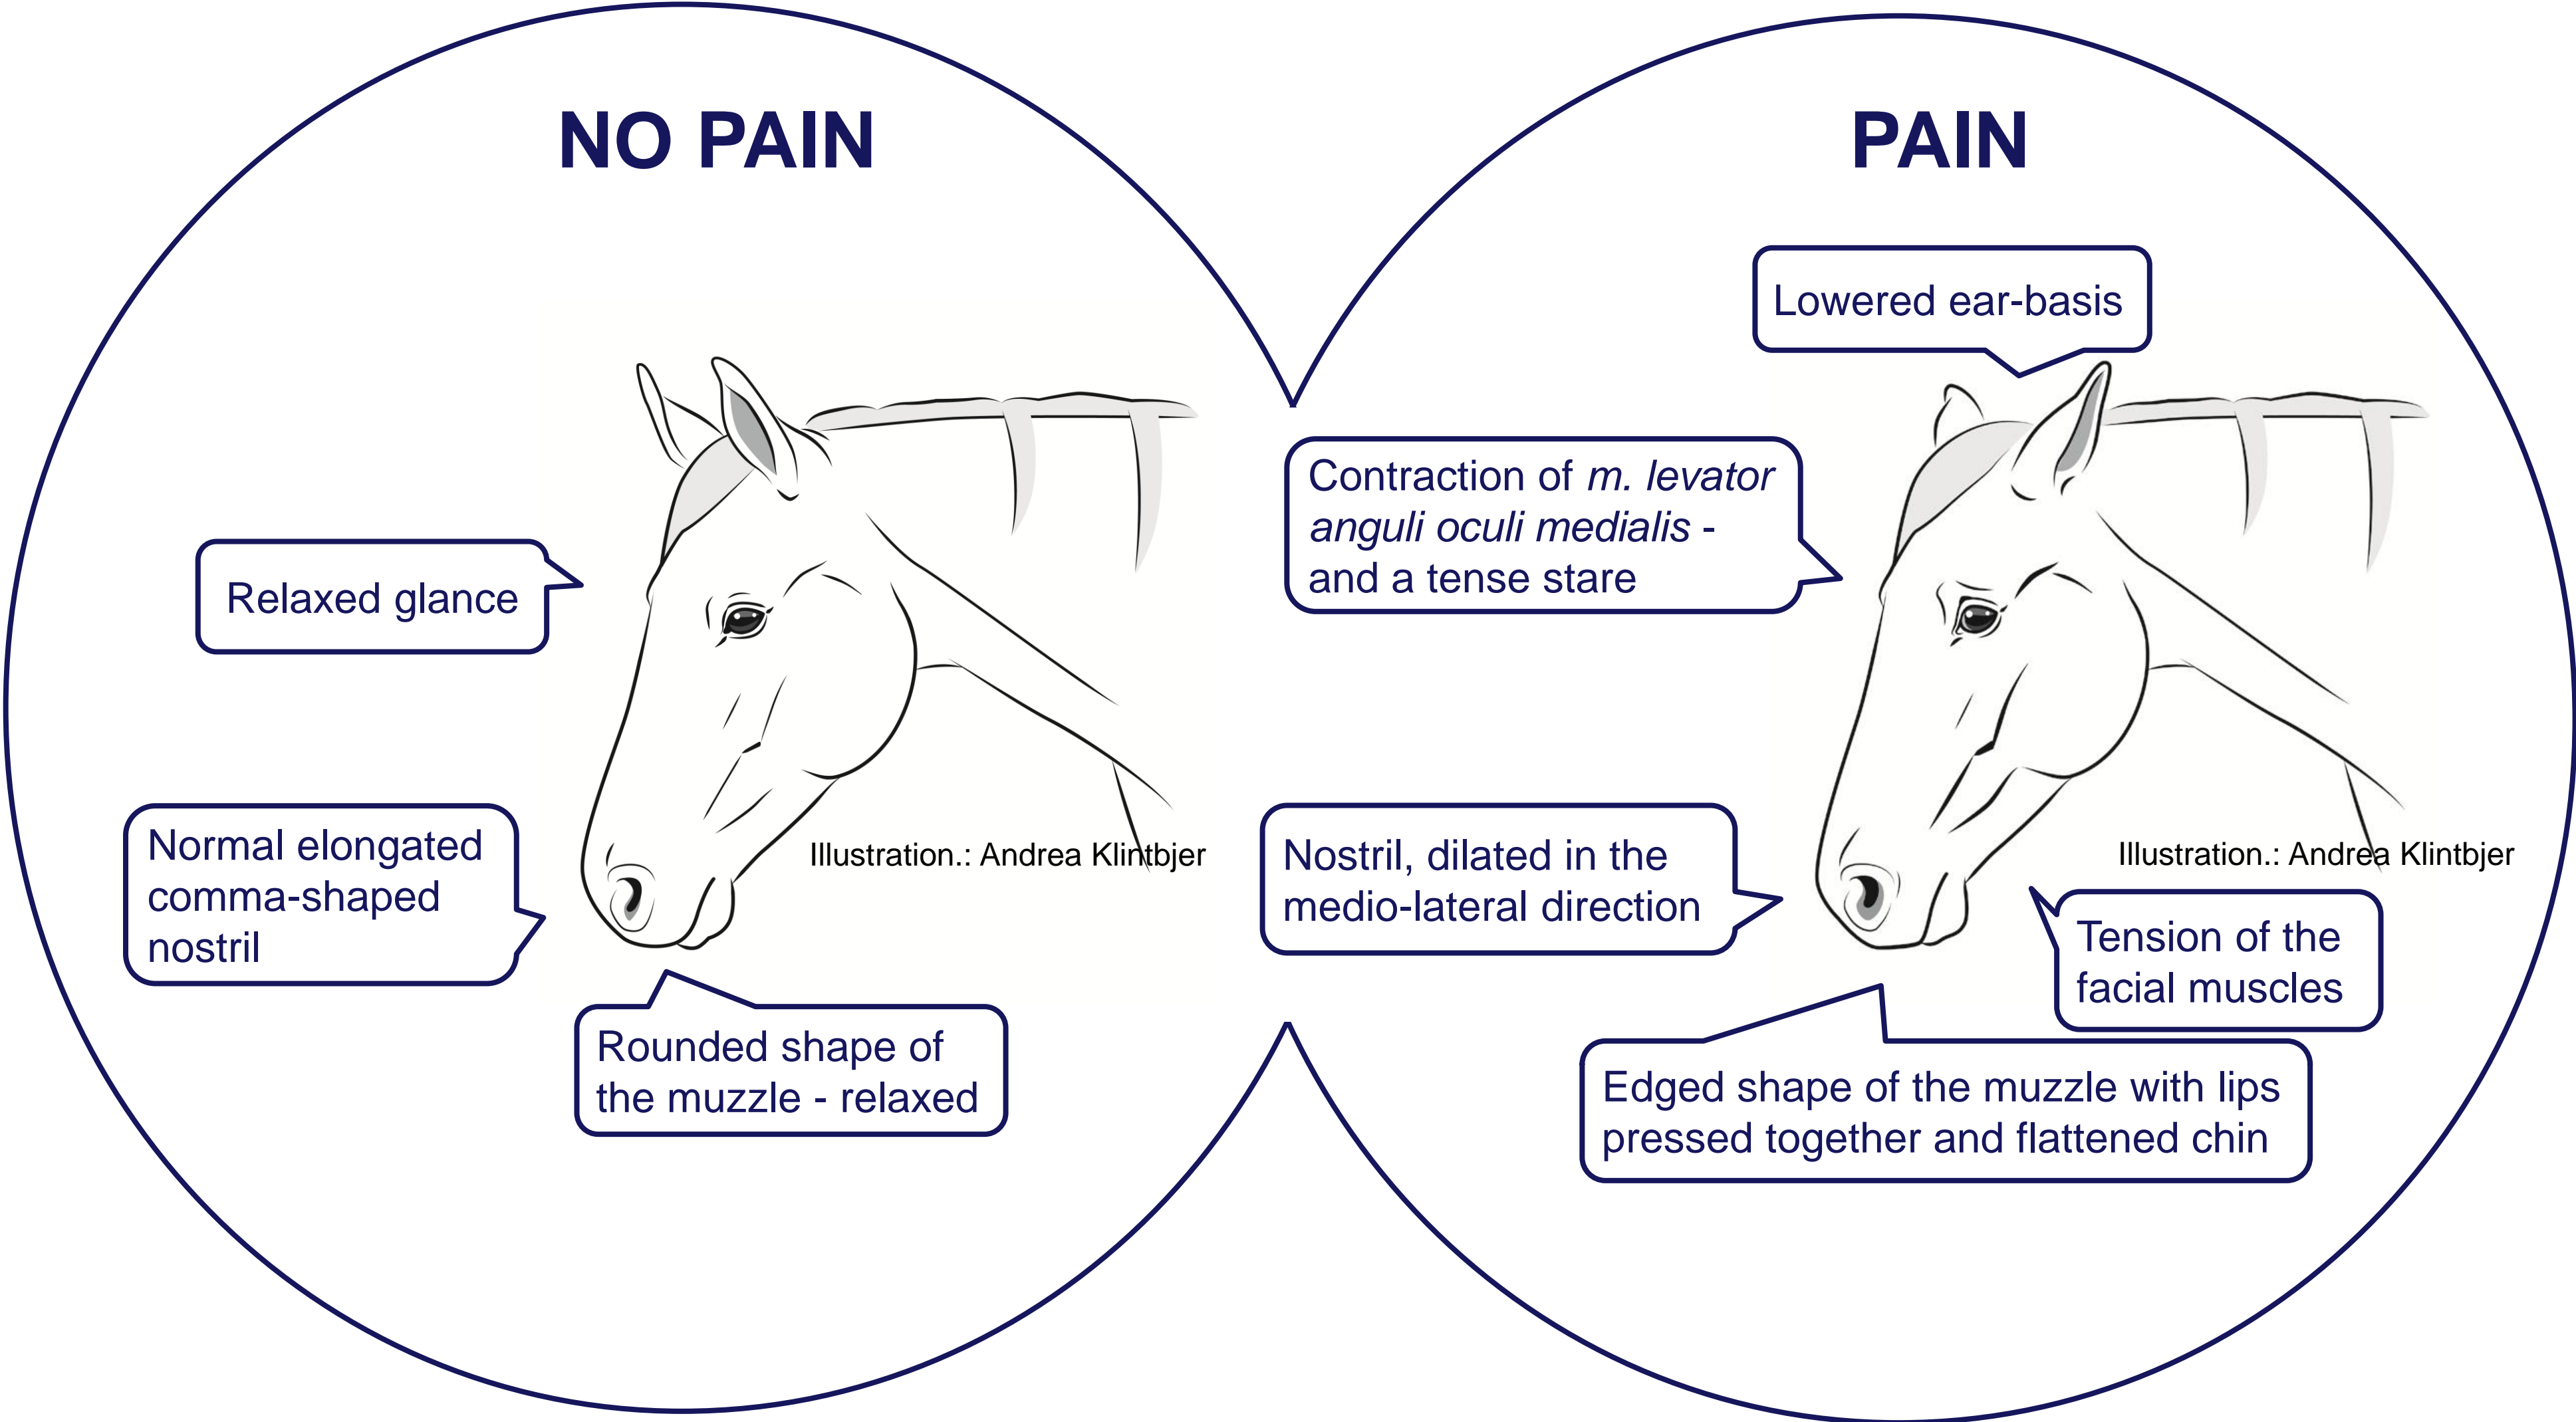 NO PAIN
Relaxed glance
Normal elongated
comma-shaped
nostril
Illustration.: Andrea Klintbjer
Rounded shape of
the muzzle - relaxed
PAIN
Lowered ear-basis
Contraction of m. levator
anguli oculi medialis -
and a tense stare
Nostril, dilated in the
medio-lateral direction
Illustration.: Andrea Klintbjer
Tension of the
facial muscles
Edged shape of the muzzle with lips
pressed together and flattened chin